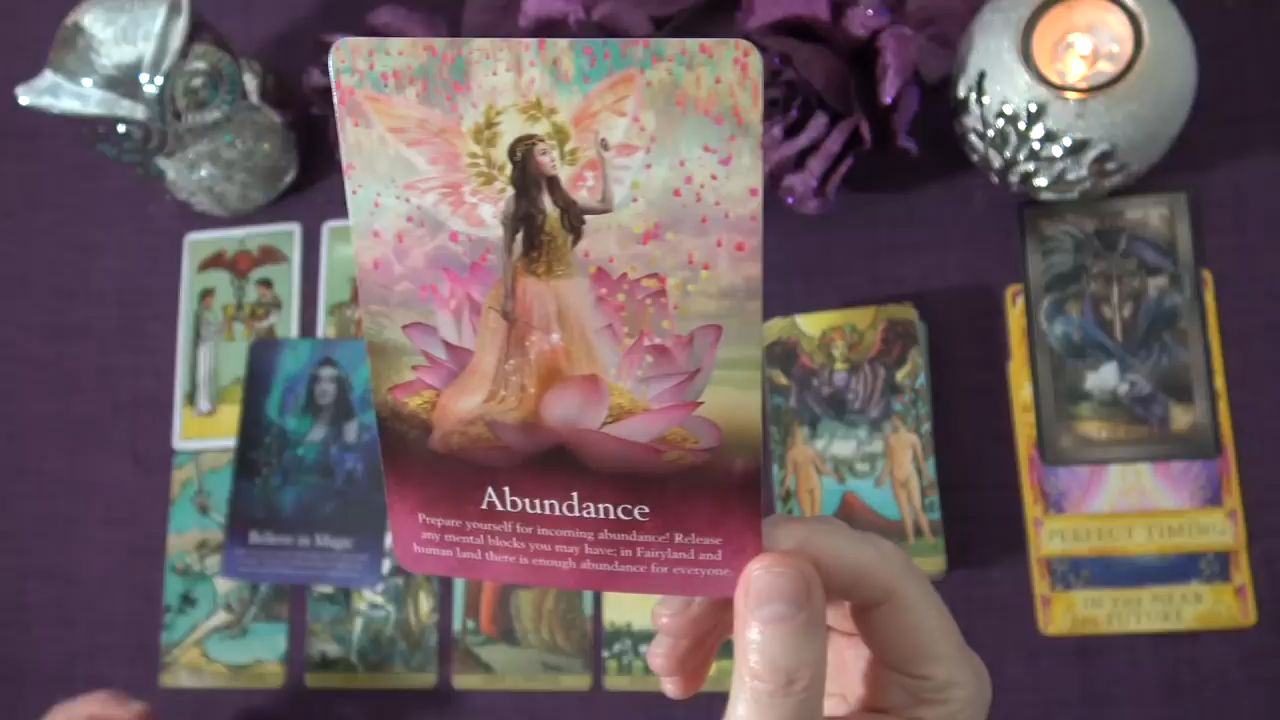 Abundance
Prepare yourself for incoming abundance! Release
any mental blocks you may have; in Fairyland and
human land there is enough abundance for everyone.
Believe in Magic
PERFECT TIMING
IN THE NEAR
FUTURE